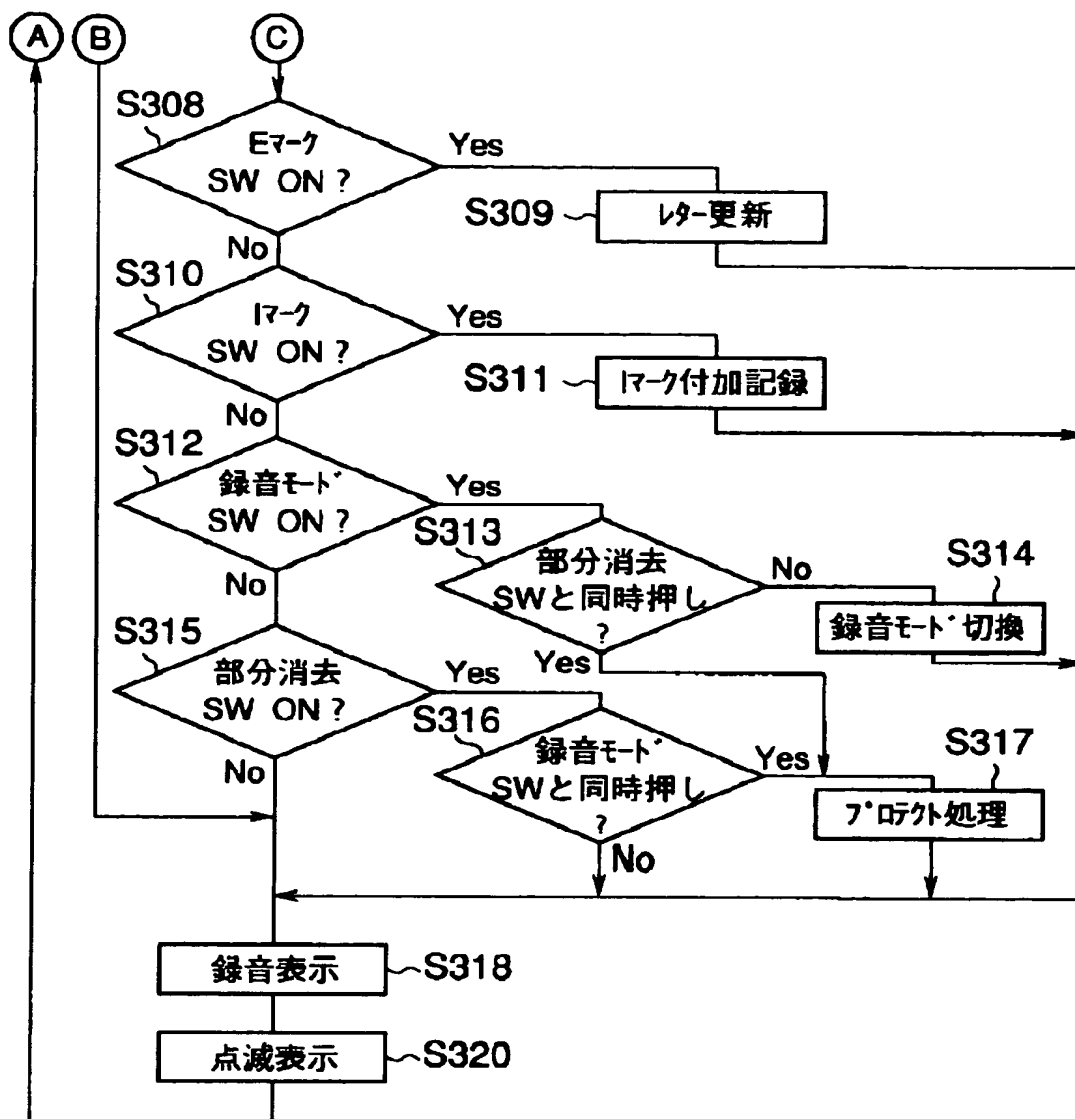 A B C
S308
Eマーク
SW ON ?
Yes
No
S309
レター更新
S310
Iマーク
SW ON ?
Yes
No
S311
Iマーク付加記録
S312
録音モード
SW ON ?
Yes
No
S313
部分消去
SWと同時押し
?
No
Yes
S314
録音モード切換
S315
部分消去
SW ON ?
Yes
No
S316
録音モード
SWと同時押し
?
Yes
No
S317
プロテクト処理
録音表示
S318
点滅表示
S320